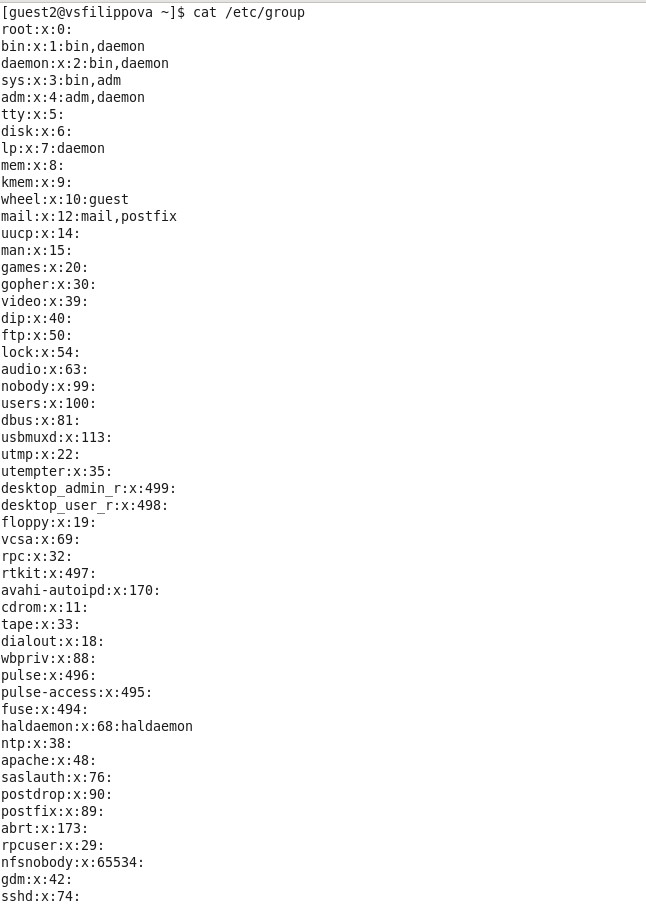 [guest2@vsfilippova ~]$ cat /etc/group
root:x:0:
bin:x:1:bin,daemon
daemon:x:2:bin,daemon
sys:x:3:bin,adm
adm:x:4:adm,daemon
tty:x:5:
disk:x:6:
lp:x:7:daemon
mem:x:8:
kmem:x:9:
wheel:x:10:guest
mail:x:12:mail,postfix
uucp:x:14:
man:x:15:
games:x:20:
gopher:x:30:
video:x:39:
dip:x:40:
ftp:x:50:
lock:x:54:
audio:x:63:
nobody:x:99:
users:x:100:
dbus:x:81:
usbmuxd:x:113:
utmp:x:22:
utempter:x:35:
desktop_admin_r:x:499:
desktop_user_r:x:498:
floppy:x:19:
vcsa:x:69:
rpc:x:32:
rtkit:x:497:
avahi-autoipd:x:170:
cdrom:x:11:
tape:x:33:
dialout:x:18:
wbpriv:x:88:
pulse:x:496:
pulse-access:x:495:
fuse:x:494:
haldaemon:x:68:haldaemon
ntp:x:38:
apache:x:48:
saslauth:x:76:
postdrop:x:90:
postfix:x:89:
abrt:x:173:
rpcuser:x:29:
nfsnobody:x:65534:
gdm:x:42:
sshd:x:74: